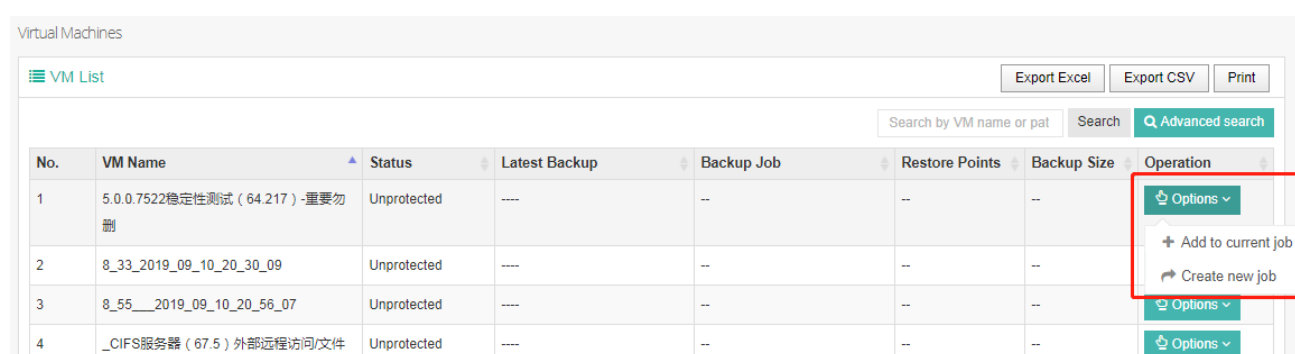 Virtual Machines
VM List
Export Excel Export CSV Print
Search by VM name or pat Search Advanced search
No. VM Name Status Latest Backup Backup Job Restore Points Backup Size Operation
1 5.0.0.7522稳定性测试（64.217）-重要勿 Unprotected ---- -- -- -- Options
删
Add to current job
2 8_33_2019_09_10_20_30_09 Unprotected ---- -- -- --
Create new job
3 8_55___2019_09_10_20_56_07 Unprotected ---- -- -- -- Options
4 _CIFS服务器（67.5）外部远程访问/文件 Unprotected ---- -- -- -- Options